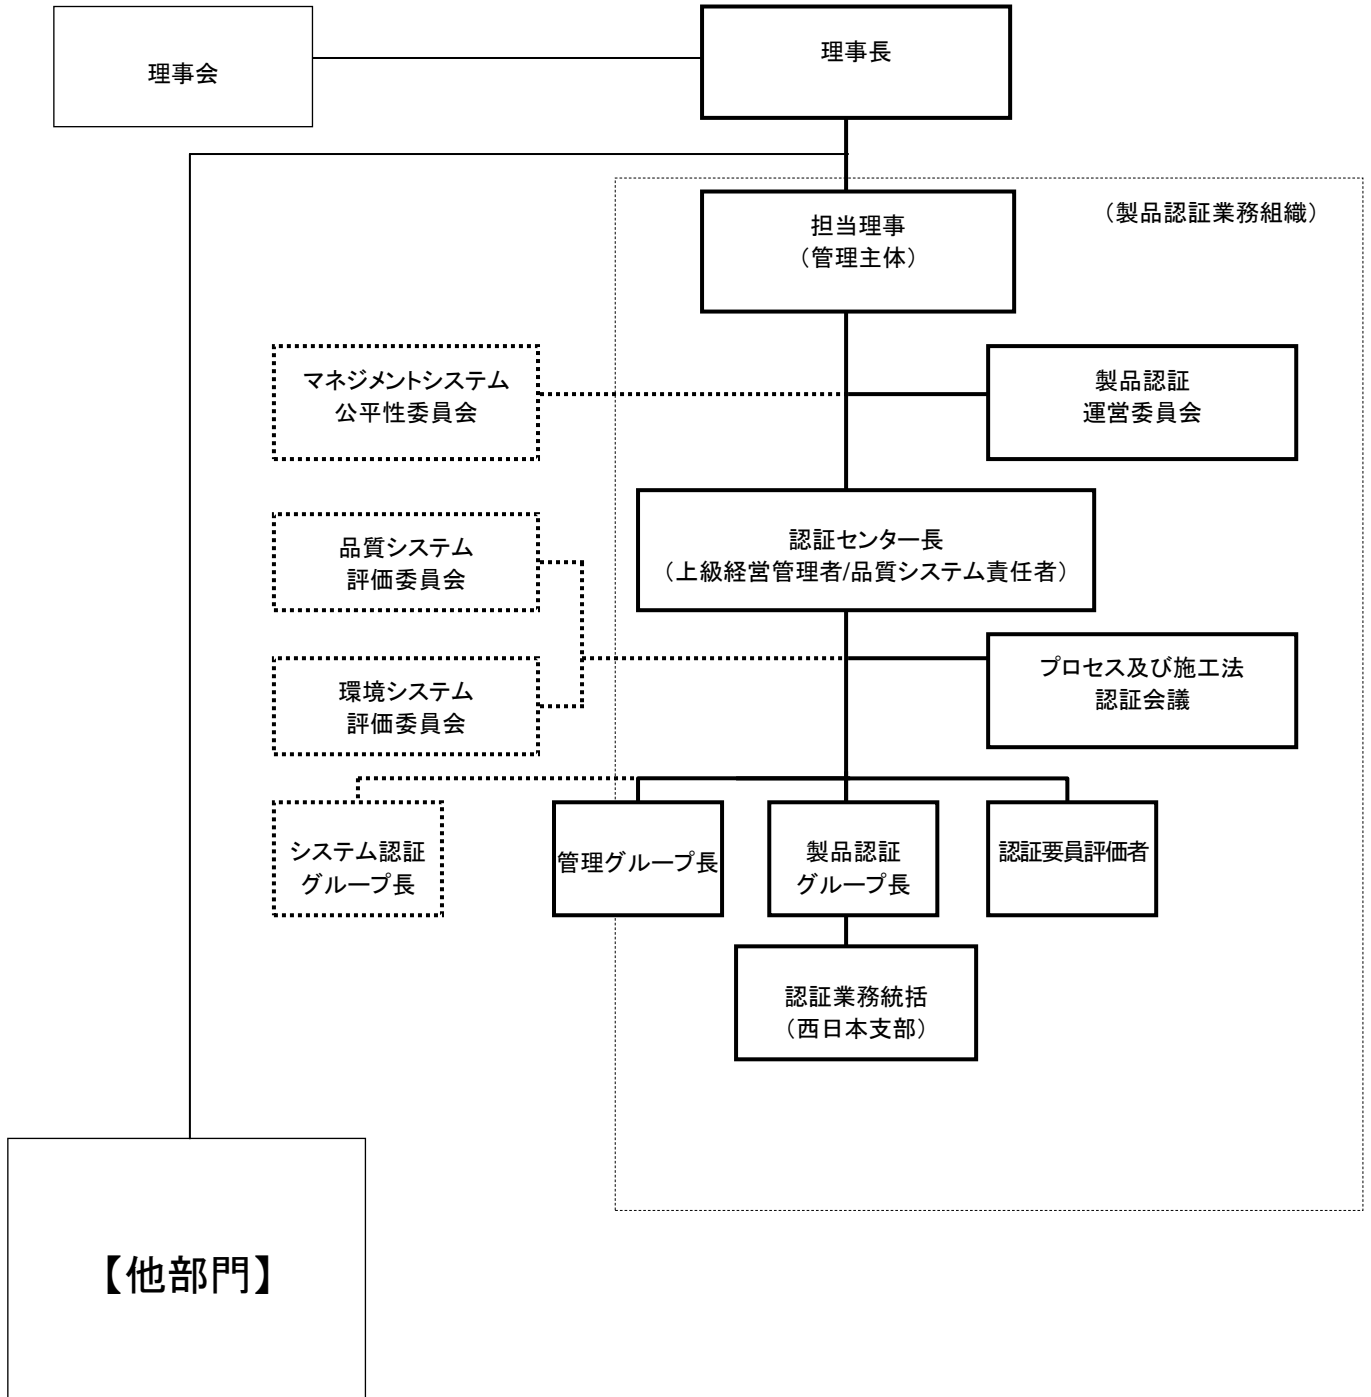 理事会
理事長
(製品認証業務組織)
担当理事
(管理主体)
マネジメントシステム
公平性委員会
製品認証
運営委員会
認証センター長
(上級経営管理者/品質システム責任者)
品質システム
評価委員会
環境システム
評価委員会
プロセス及び施工法
認証会議
システム認証
グループ長
管理グループ長
製品認証
グループ長
認証要員評価者
認証業務統括
(西日本支部)
【他部門】